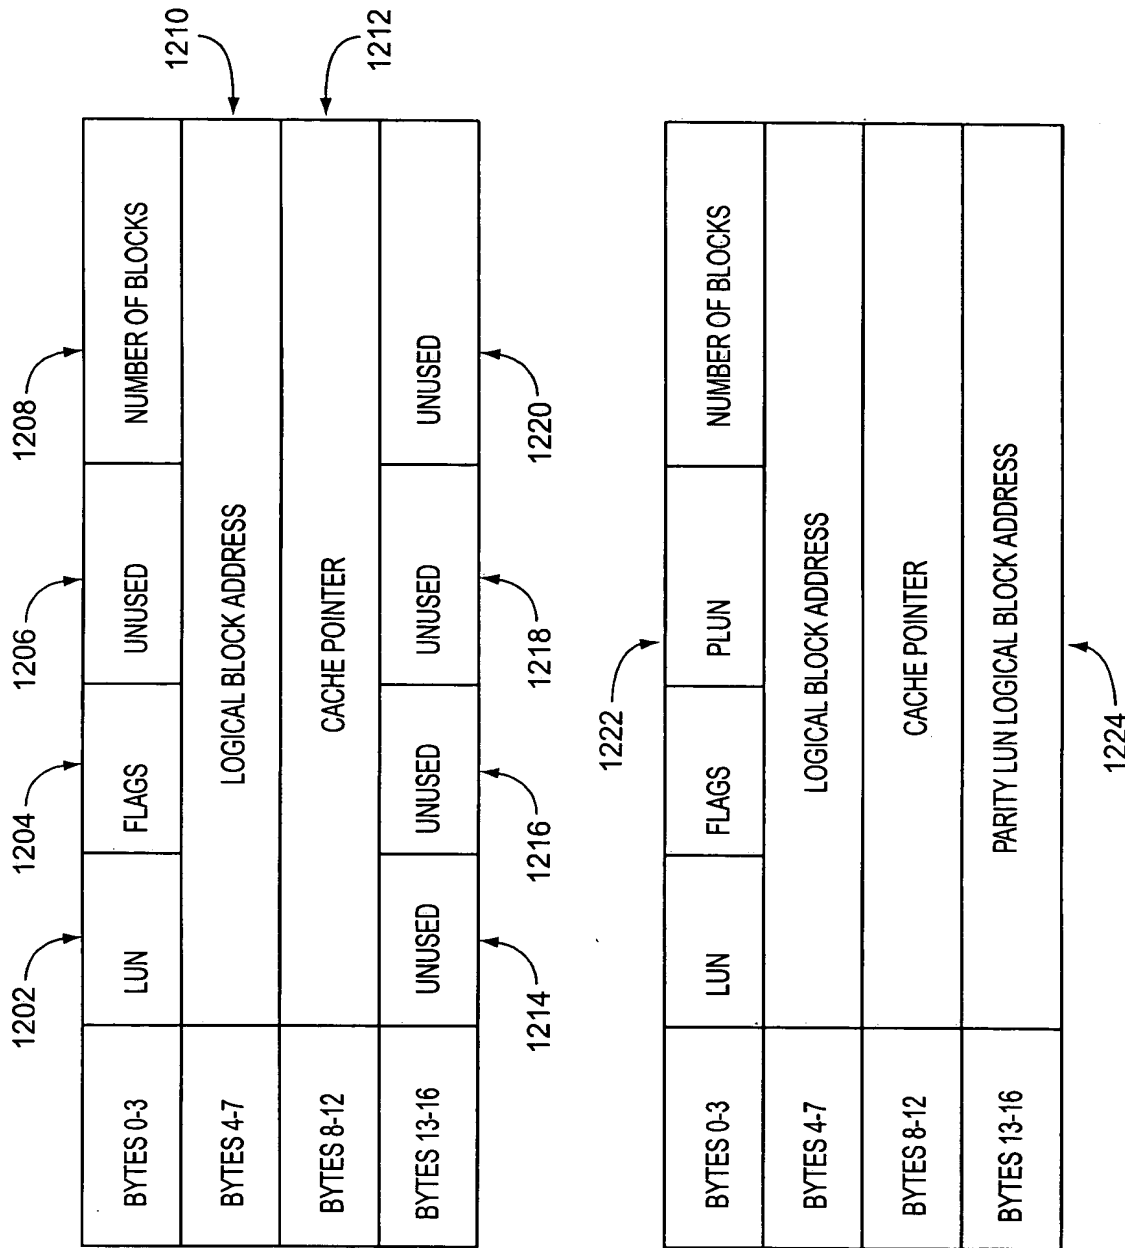 1202
1204
1206
1208
BYTES 0-3
LUN
FLAGS
UNUSED
NUMBER OF BLOCKS
1210
BYTES 4-7
LOGICAL BLOCK ADDRESS
1212
BYTES 8-12
CACHE POINTER
BYTES 13-16
UNUSED
UNUSED
UNUSED
UNUSED
1214
1216
1218
1220
1222
BYTES 0-3
LUN
FLAGS
PLUN
NUMBER OF BLOCKS
BYTES 4-7
LOGICAL BLOCK ADDRESS
BYTES 8-12
CACHE POINTER
BYTES 13-16
PARITY LUN LOGICAL BLOCK ADDRESS
1224